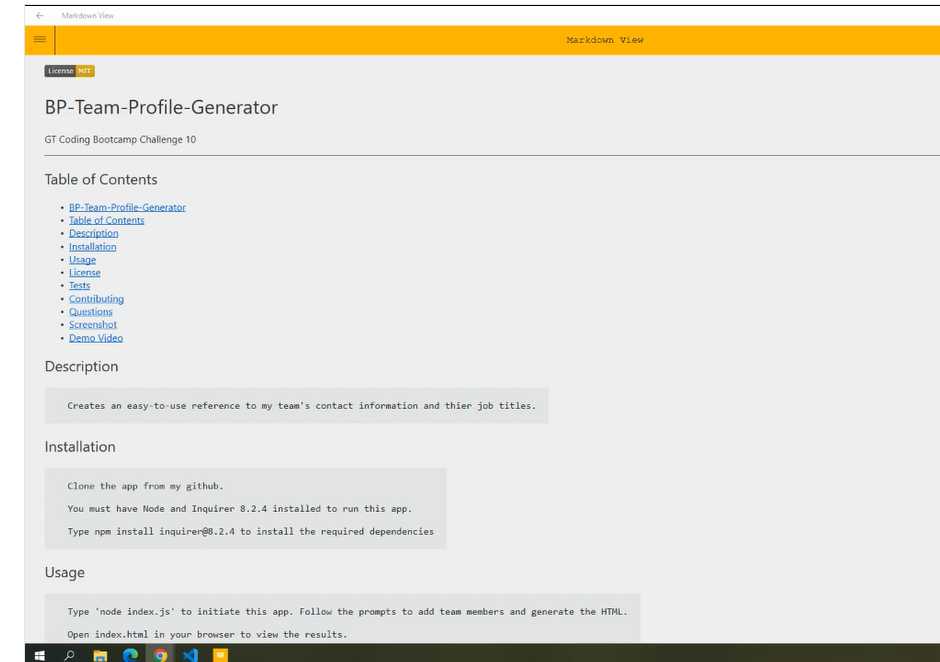 Markdown View
Markdown View
License MIT
BP-Team-Profile-Generator
GT Coding Bootcamp Challenge 10
Table of Contents
BP-Team-Profile-Generator
Table of Contents
Description
Installation
Usage
License
Tests
Contributing
Questions
Screenshot
Demo Video
Description
Creates an easy-to-use reference to my team's contact information and thier job titles.
Installation
Clone the app from my github.
You must have Node and Inquirer 8.2.4 installed to run this app.
Type npm install inquirer@8.2.4 to install the required dependencies
Usage
Type 'node index.js' to initiate this app. Follow the prompts to add team members and generate the HTML.
Open index.html in your browser to view the results.